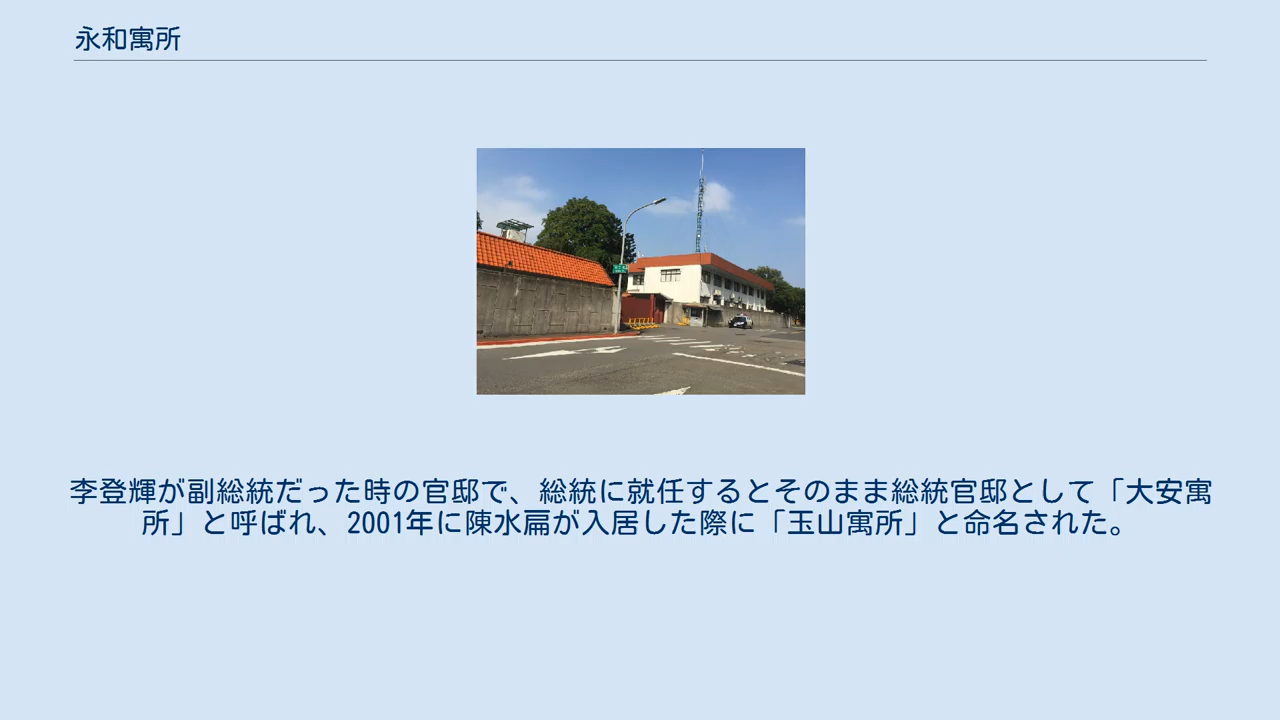 永和寓所
李登輝が副総統だった時の官邸で、総統に就任するとそのまま総統官邸として「大安寓
所」と呼ばれ、2001年に陳水扁が入居した際に「玉山寓所」と命名された。